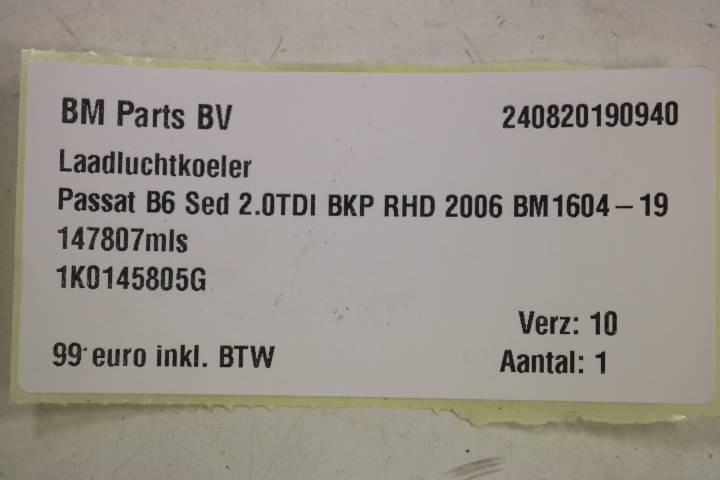 BM Parts BV 240820190940
Laadluchtkoeler
Passat B6 Sed 2.0TDI BKP RHD 2006 BM1604-19
147807mls
1K0145805G
Verz: 10
99 euro inkl. BTW Aantal: 1